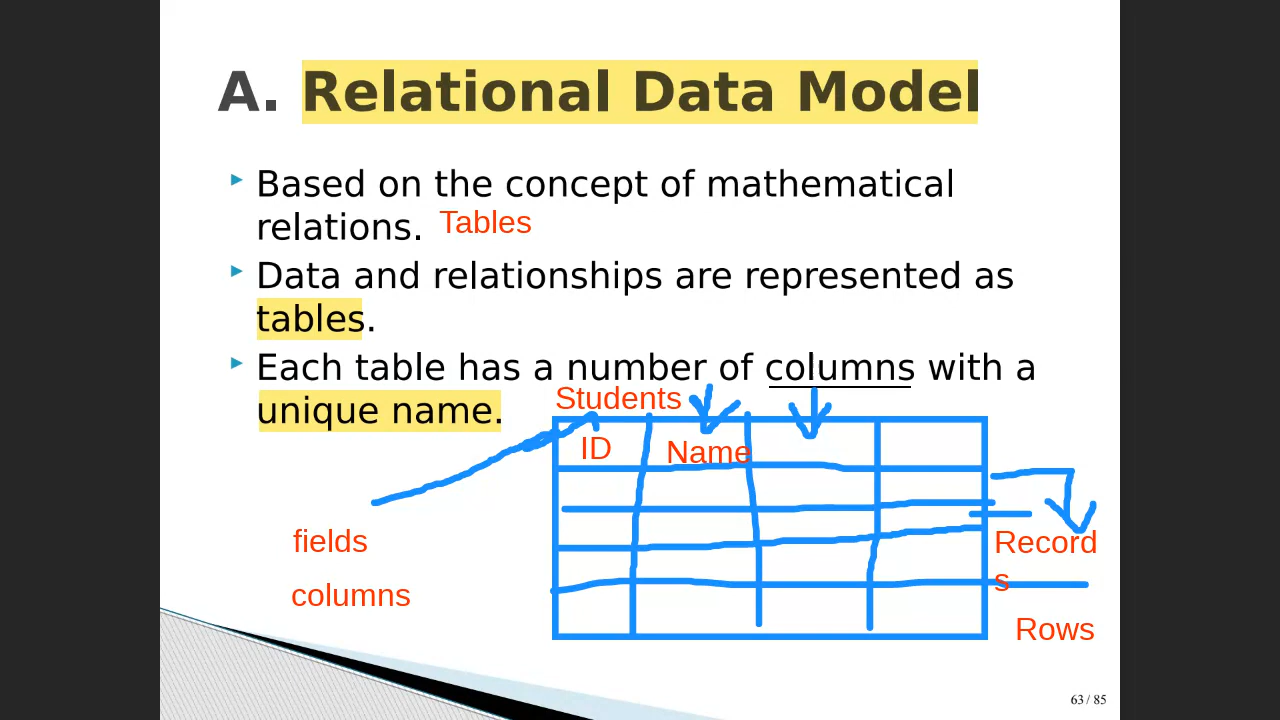 A. Relational Data Model
Based on the concept of mathematical
relations. Tables
Data and relationships are represented as
tables.
Each table has a number of columns with a
unique name.
Students
ID Name
fields
columns
Record
s
Rows
63 / 85